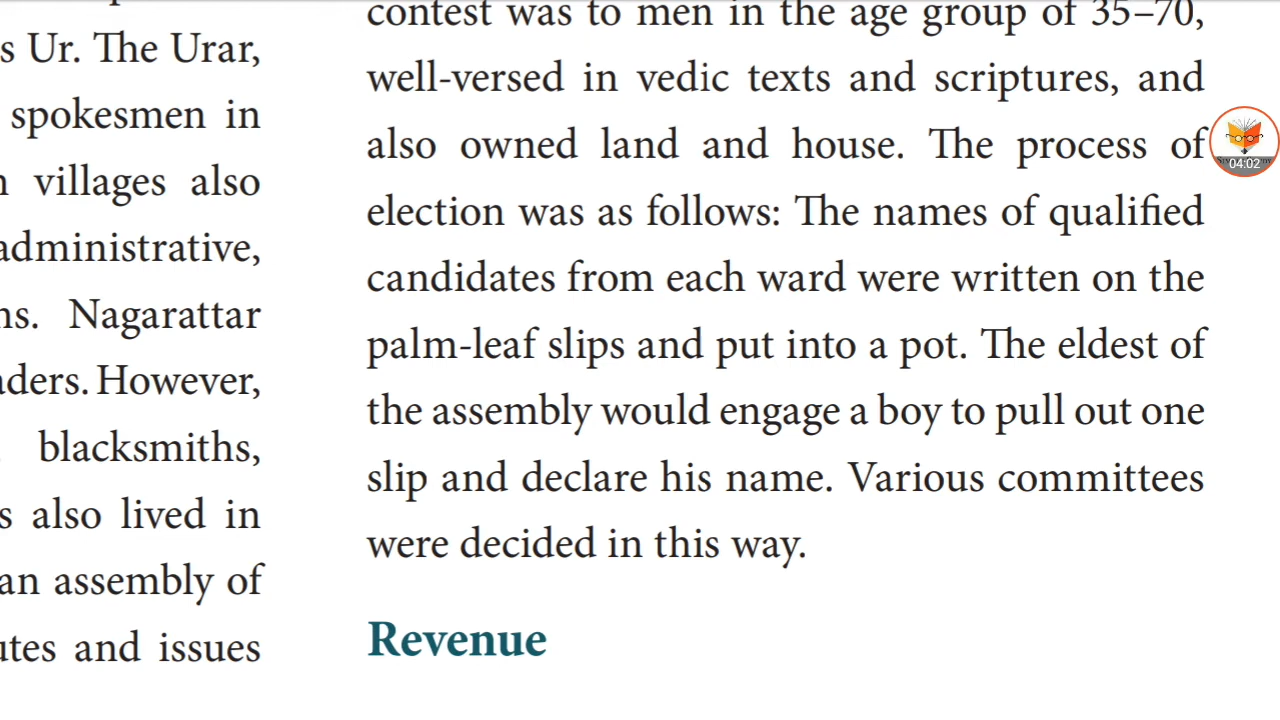 s Ur. The Urar,
spokesmen in
villages also
administrative,
ns. Nagarattar
aders. However,
blacksmiths,
s also lived in
an assembly of
utes and issues
contest was to men in the age group of 35–70,
well-versed in vedic texts and scriptures, and
also owned land and house. The process of
election was as follows: The names of qualified
candidates from each ward were written on the
palm-leaf slips and put into a pot. The eldest of
the assembly would engage a boy to pull out one
slip and declare his name. Various committees
were decided in this way.
Revenue
04:02